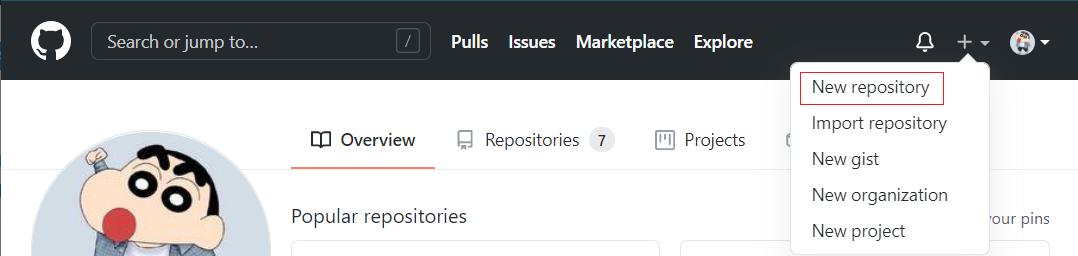 Search or jump to... / Pulls Issues Marketplace Explore
New repository
Import repository
New gist
New organization
New project
Overview Repositories 7 Projects
Popular repositories your pins